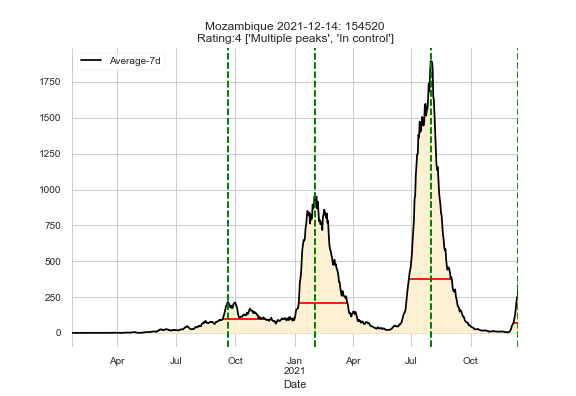 Mozambique 2021-12-14: 154520
Rating:4 ['Multiple peaks', 'In control']
Average-7d
1750
1500
1250
1000
750
500
250
0
Apr
Jul
Oct
Jan
2021
Apr
Jul
Oct
Date